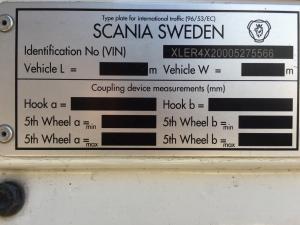 Type plate for international traffic (96/53/EC)
SCANIA SWEDEN
Identification No (VIN) XLER4X20005275566
Vehicle L = m Vehicle W = m
Coupling device measurements (mm)
Hook a = Hook b =
5th Wheel a min = 5th Wheel b min =
5th Wheel a max = 5th Wheel b max =